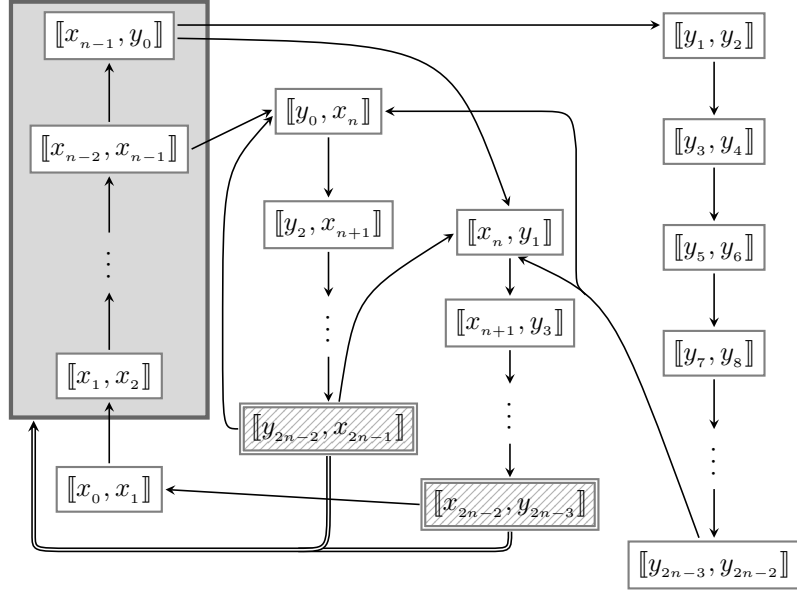 ⟦x_{n−1}, y_0⟧
⟦y_1, y_2⟧
⟦y_0, x_n⟧
⟦x_{n−2}, x_{n−1}⟧
⟦y_3, y_4⟧
⟦y_2, x_{n+1}⟧
⟦x_n, y_1⟧
⟦y_5, y_6⟧
⋮
⋮
⟦x_{n+1}, y_3⟧
⟦y_7, y_8⟧
⟦x_1, x_2⟧
⋮
⟦y_{2n−2}, x_{2n−1}⟧
⋮
⟦x_0, x_1⟧
⟦x_{2n−2}, y_{2n−3}⟧
⟦y_{2n−3}, y_{2n−2}⟧